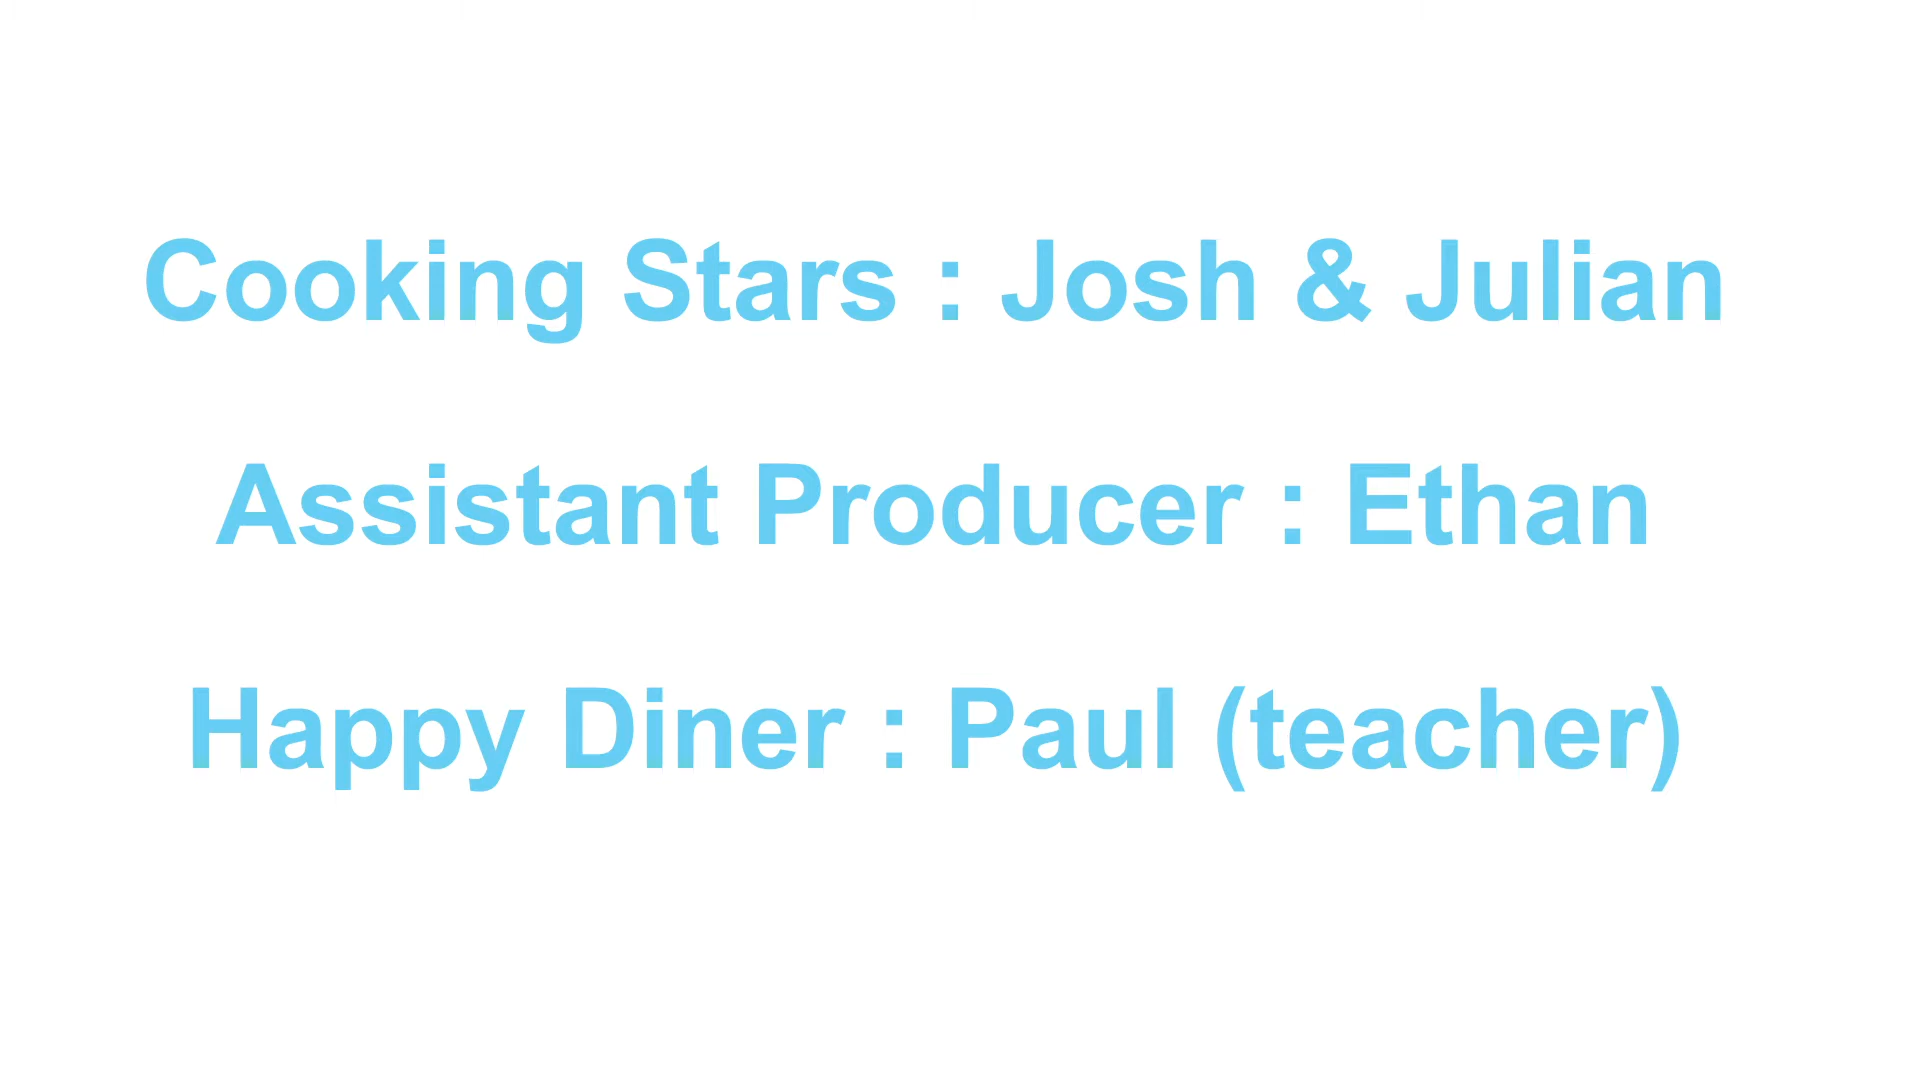 Cooking Stars : Josh & Julian
Assistant Producer : Ethan
Happy Diner : Paul (teacher)